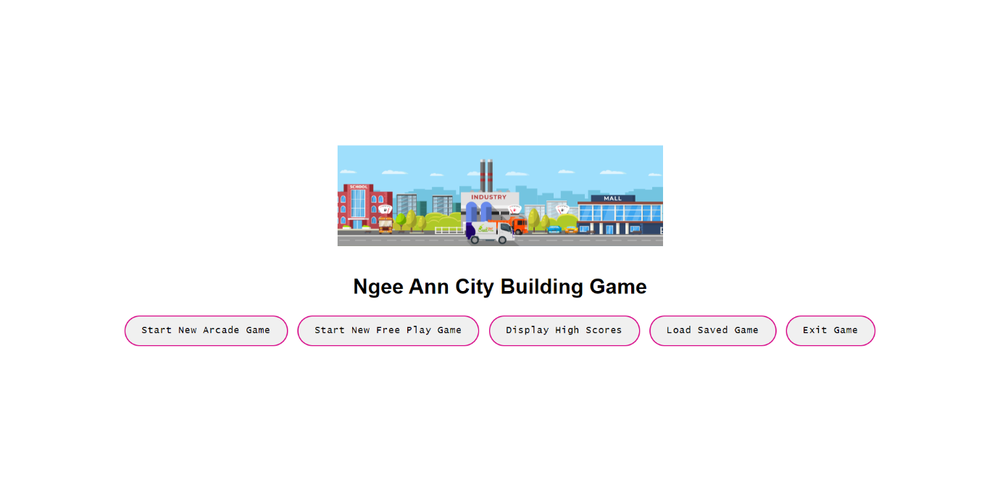 SCHOOL
INDUSTRY
MALL
Ngee Ann City Building Game
Start New Arcade Game
Start New Free Play Game
Display High Scores
Load Saved Game
Exit Game